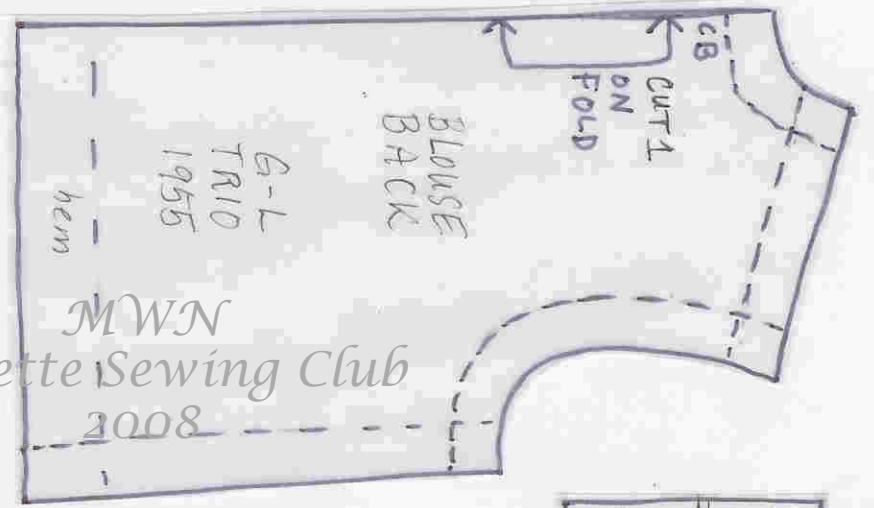 CB
CUT 1
ON
FOLD
BLOUSE
BACK
G-L
TRIO
1955
hem
MWN
ette Sewing Club
2008